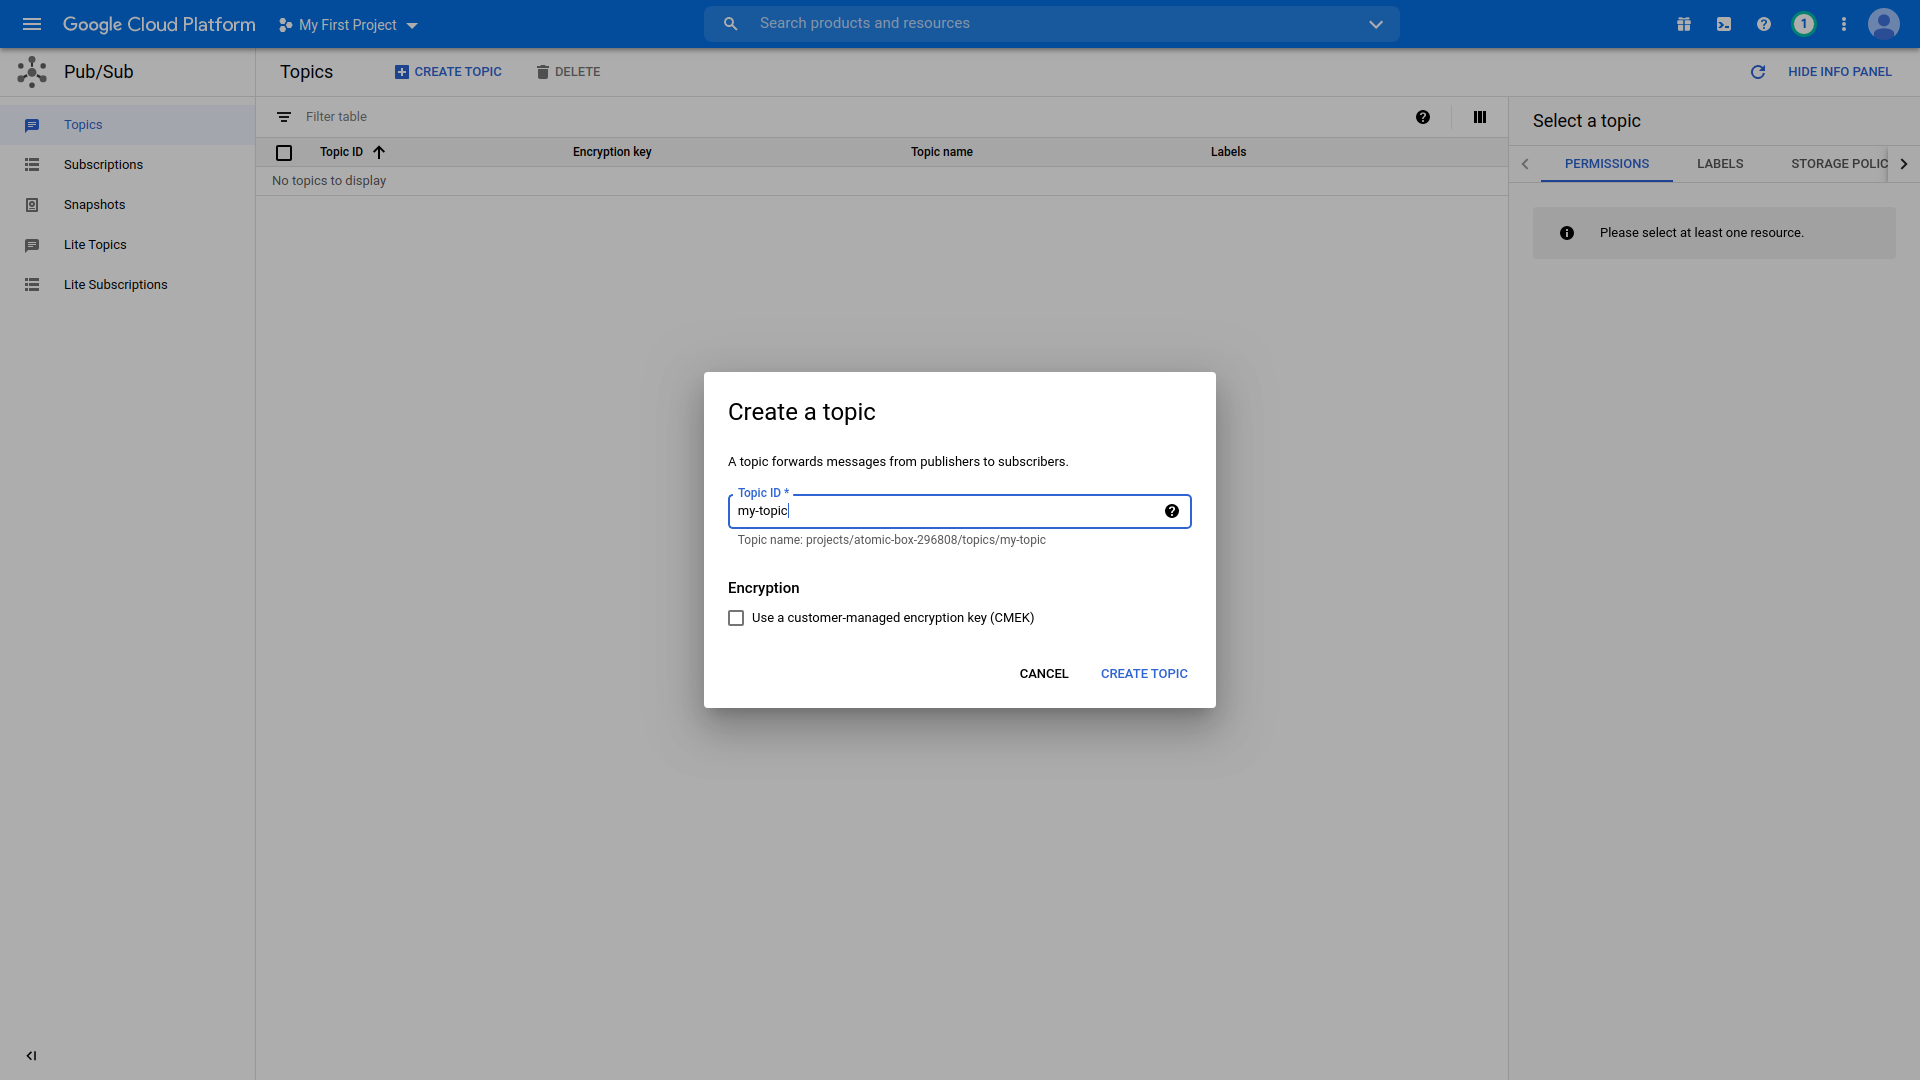 Google Cloud Platform
My First Project
Search products and resources
1
Pub/Sub
Topics
CREATE TOPIC
DELETE
HIDE INFO PANEL
Topics
Subscriptions
Snapshots
Lite Topics
Lite Subscriptions
Filter table
Topic ID
Encryption key
Topic name
Labels
No topics to display
Select a topic
PERMISSIONS
LABELS
STORAGE POLIC
Please select at least one resource.
Create a topic
A topic forwards messages from publishers to subscribers.
Topic ID *
my-topic
Topic name: projects/atomic-box-296808/topics/my-topic
Encryption
Use a customer-managed encryption key (CMEK)
CANCEL
CREATE TOPIC